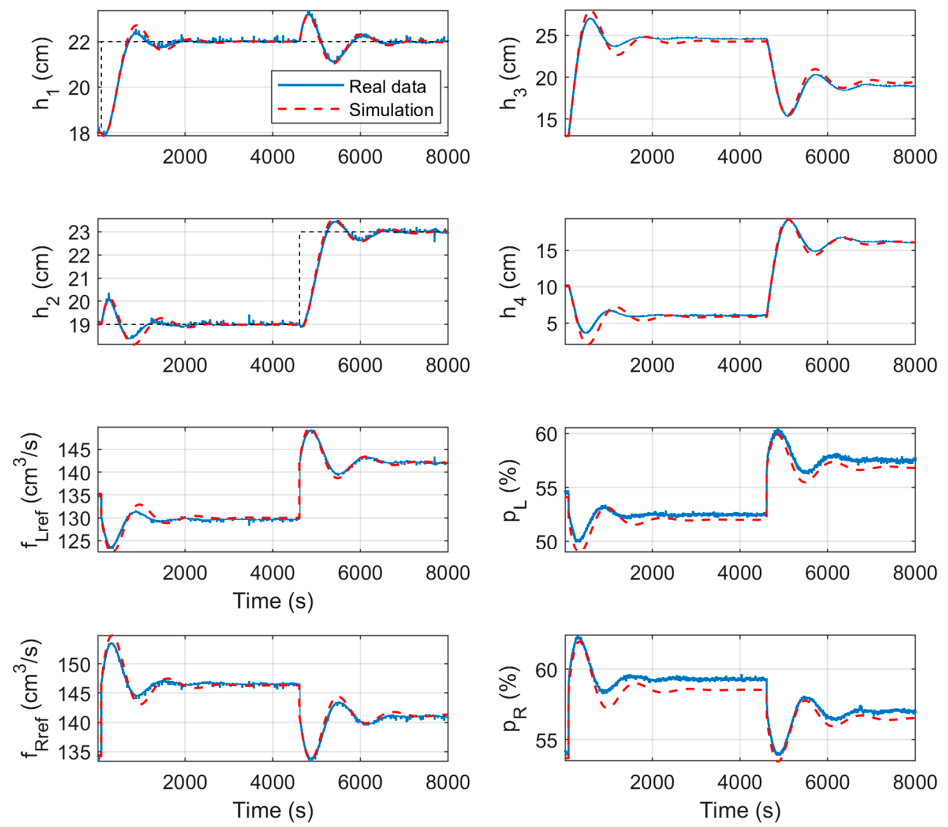 h1 (cm)
22
20
18
2000 4000 6000 8000
Real data
Simulation
h3 (cm)
25
20
15
2000 4000 6000 8000
h2 (cm)
23
22
21
20
19
2000 4000 6000 8000
h4 (cm)
15
10
5
2000 4000 6000 8000
fLref (cm3/s)
145
140
135
130
125
2000 4000 6000 8000
Time (s)
pL (%)
60
55
50
2000 4000 6000 8000
fRref (cm3/s)
150
145
140
135
2000 4000 6000 8000
Time (s)
pR (%)
60
54
2000 4000 6000 8000
Time (s)